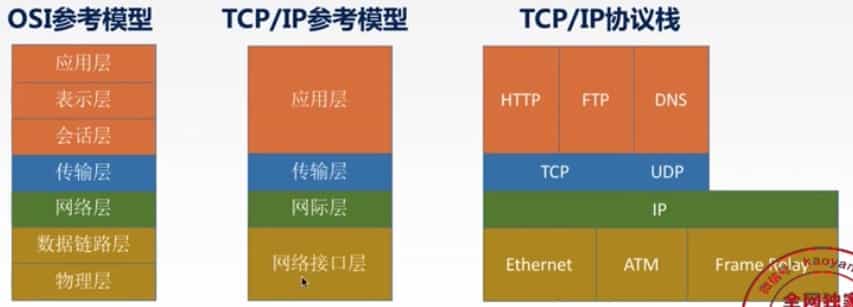 OSI参考模型
应用层
表示层
会话层
传输层
网络层
数据链路层
物理层
TCP/IP参考模型
应用层
传输层
网际层
网络接口层
TCP/IP协议栈
HTTP FTP DNS
TCP UDP
IP
Ethernet ATM Frame Relay
微信 kaoyan
全网独家